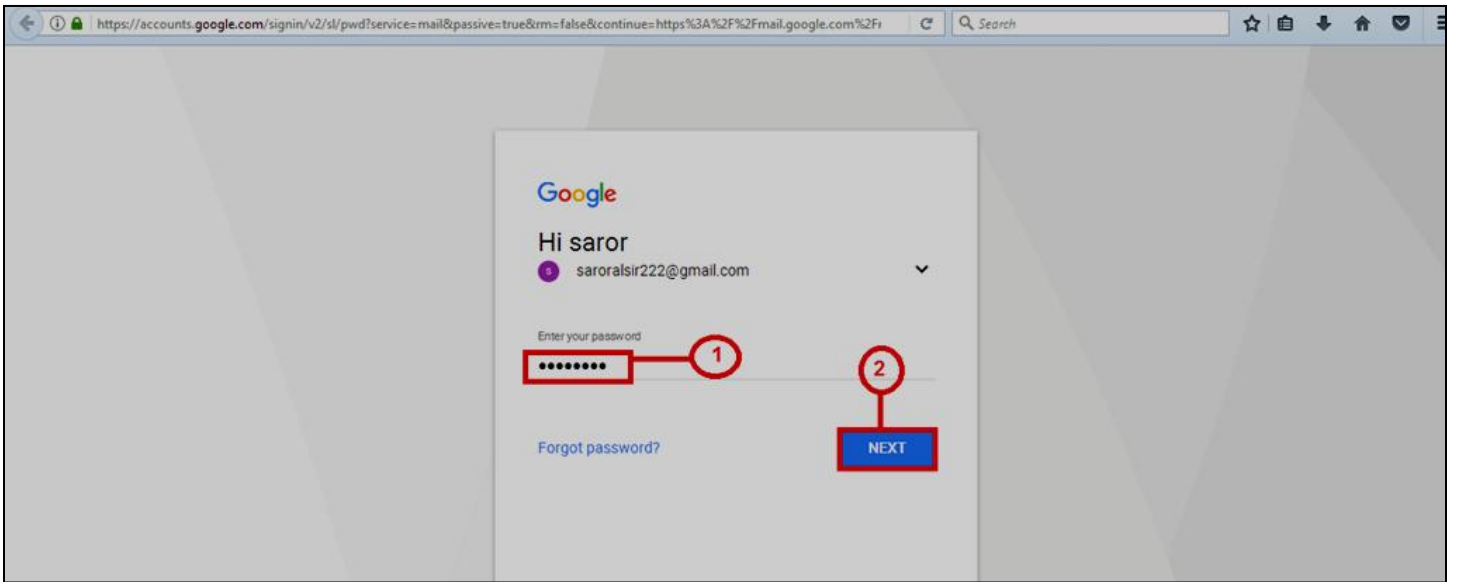 https://accounts.google.com/signin/v2/sl/pwd?service=mail&passive=true&rm=false&continue=https%3A%2F%2Fmail.google.com%2Fr
Search
Google
Hi saror
s saroralsir222@gmail.com
Enter your password
••••••••
1
2
Forgot password? NEXT